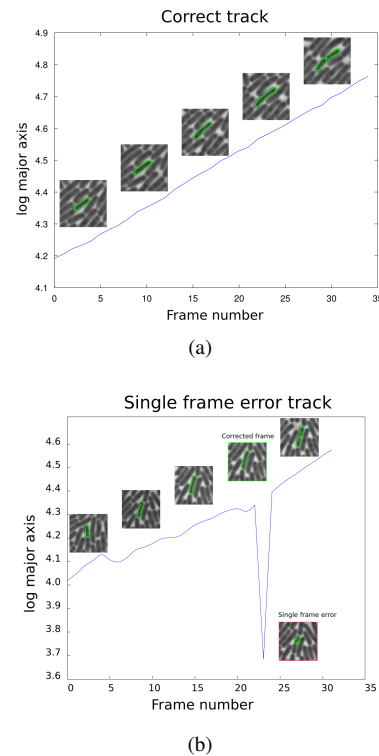 Correct track
4.9
4.8
4.7
4.6
4.5
4.4
4.3
4.2
4.1
log major axis
0 5 10 15 20 25 30 35
Frame number
(a)
Single frame error track
Corrected frame
4.6
4.5
4.4
4.3
4.2
4.1
4.0
3.9
3.8
3.7
3.6
log major axis
Single frame error
0 5 10 15 20 25 30 35
Frame number
(b)